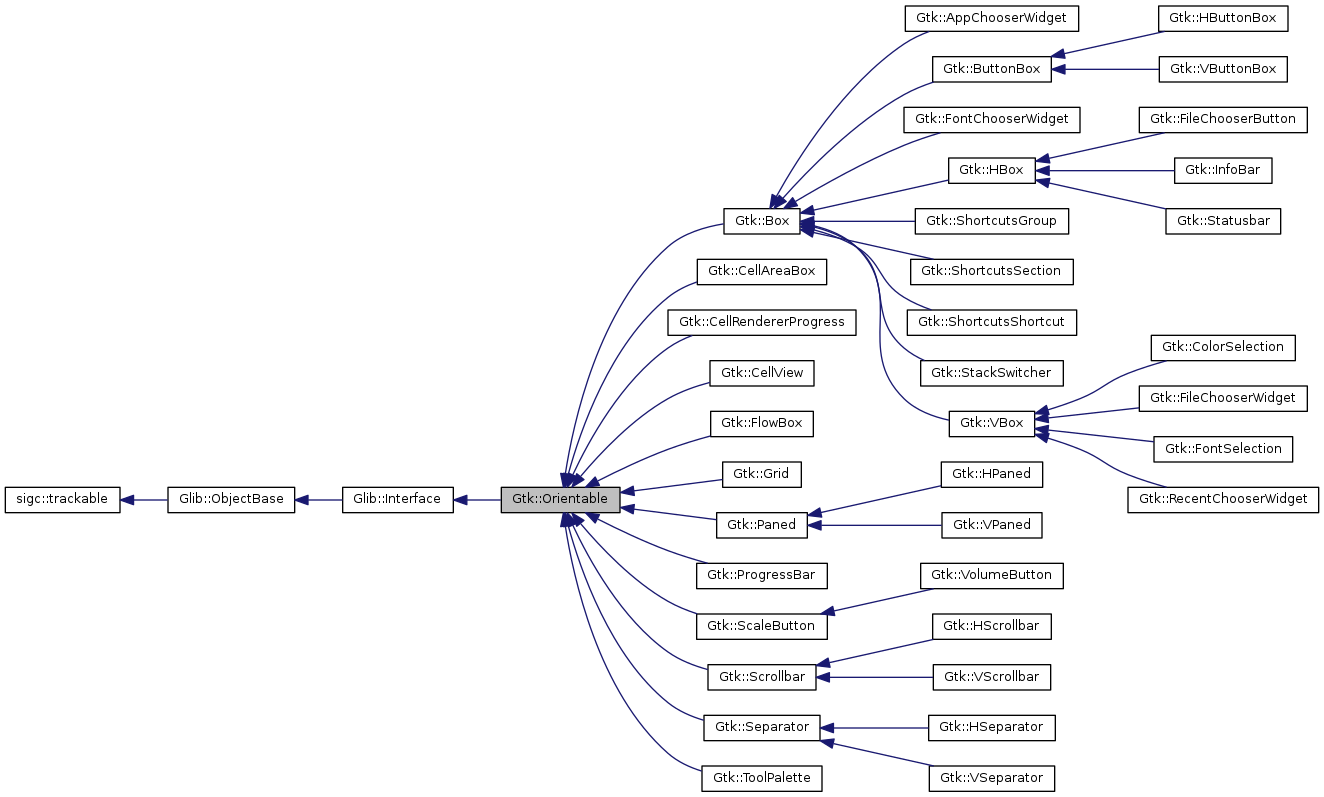 Gtk::AppChooserWidget
Gtk::HButtonBox
Gtk::ButtonBox
Gtk::VButtonBox
Gtk::FontChooserWidget
Gtk::FileChooserButton
Gtk::HBox
Gtk::InfoBar
Gtk::Box
Gtk::ShortcutsGroup
Gtk::Statusbar
Gtk::CellAreaBox
Gtk::ShortcutsSection
Gtk::CellRendererProgress
Gtk::ShortcutsShortcut
Gtk::ColorSelection
Gtk::CellView
Gtk::StackSwitcher
Gtk::FileChooserWidget
Gtk::FlowBox
Gtk::VBox
Gtk::FontSelection
Gtk::Grid
Gtk::HPaned
sigc::trackable
Glib::ObjectBase
Glib::Interface
Gtk::Orientable
Gtk::RecentChooserWidget
Gtk::Paned
Gtk::VPaned
Gtk::ProgressBar
Gtk::VolumeButton
Gtk::ScaleButton
Gtk::HScrollbar
Gtk::Scrollbar
Gtk::VScrollbar
Gtk::Separator
Gtk::HSeparator
Gtk::ToolPalette
Gtk::VSeparator